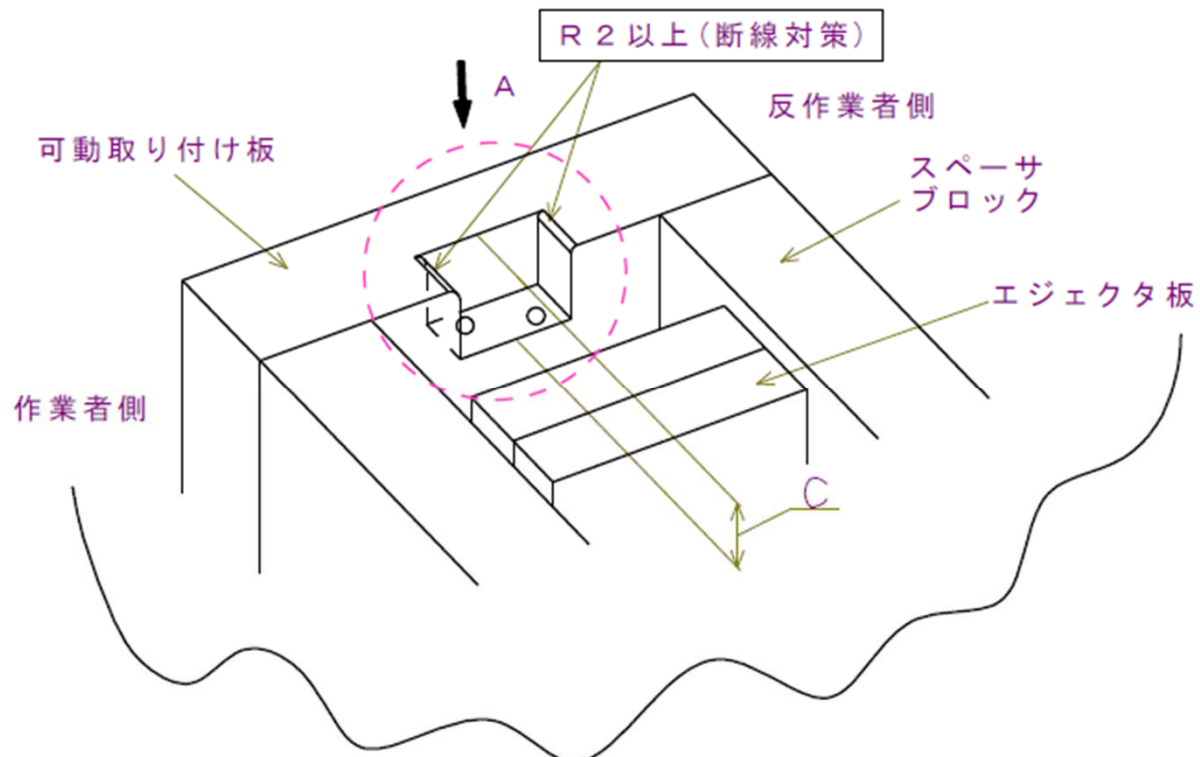 R2以上(断線対策)
A
反作業者側
可動取り付け板
スペーサ
ブロック
エジェクタ板
作業者側
C